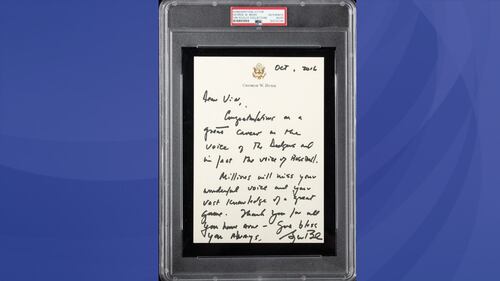 GEORGE W. BUSH
Oct, 2016
GEORGE W. BUSH
Dear Vin,
Congratulations on a
great career as the
voice of the Dodgers and
in fact the voice of Baseball.
Millions will miss your
wonderful voice and your
vast knowledge of a great
game. Thank you for all
you have done - God bless
you always,